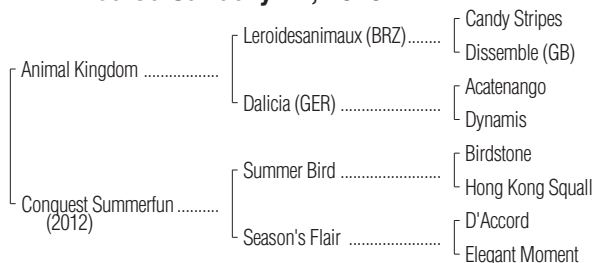 Candy Stripes
Leroidesanimaux (BRZ)........
Dissemble (GB)
Animal Kingdom ..................
Acatenango
Dalicia (GER) ........................
Dynamis
Birdstone
Summer Bird ........................
Hong Kong Squall
Conquest Summerfun ..........
(2012)
D'Accord
Season's Flair ......................
Elegant Moment